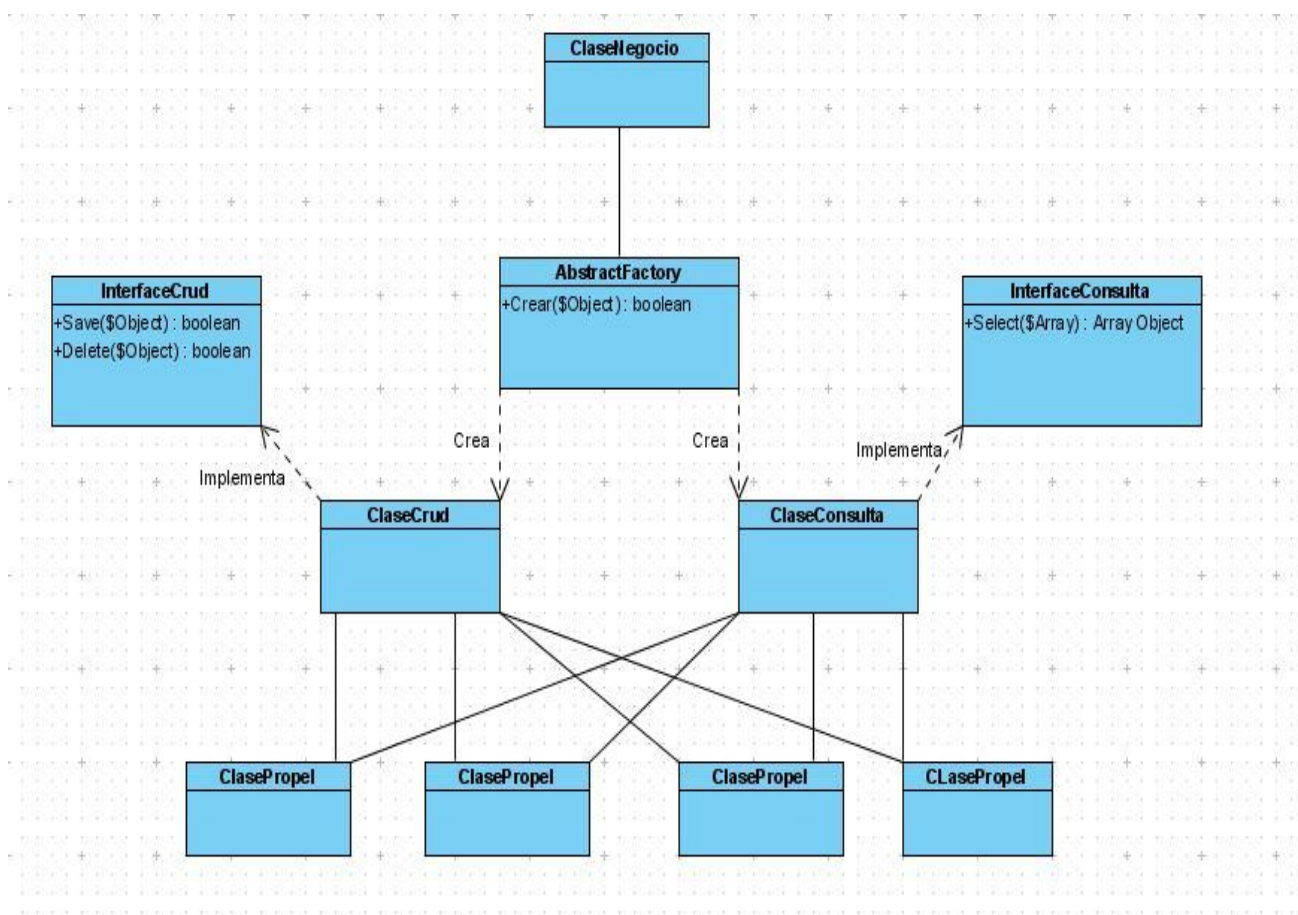 ClaseNegocio
AbstractFactory
+Crear($Object) : boolean
InterfaceCrud
+Save($Object) : boolean
+Delete($Object) : boolean
InterfaceConsulta
+Select($Array) : Array Object
Crea
Crea
Implementa
Implementa
ClaseCrud
ClaseConsulta
ClasePropel
ClasePropel
ClasePropel
CLasePropel